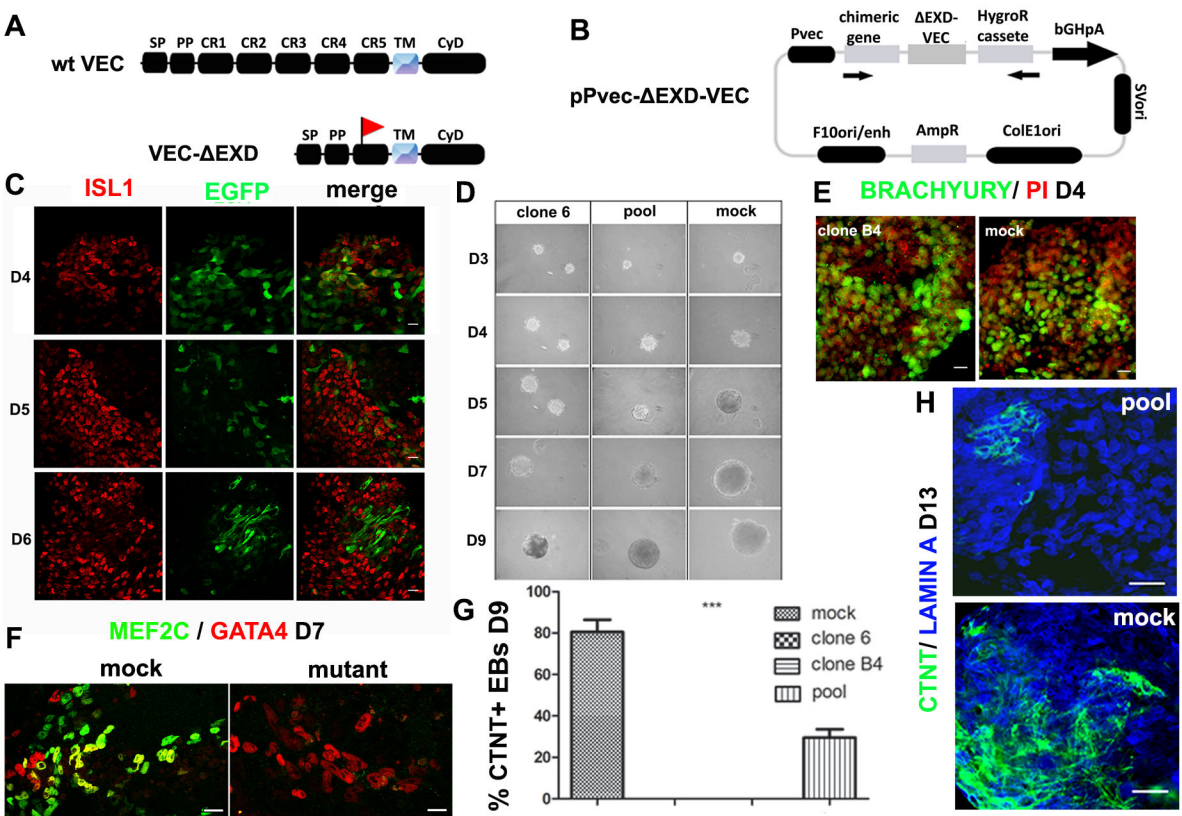 A
SP PP CR1 CR2 CR3 CR4 CR5 TM CyD
wt VEC
SP PP TM CyD
VEC-ΔEXD
B
Pvec chimeric gene ΔEXD-VEC HygroR cassete bGHpA
pPvec-ΔEXD-VEC
SVori
F10ori/enh AmpR ColE1ori
C
ISL1 EGFP merge
D4
D5
D6
D
clone 6 pool mock
D3
D4
D5
D7
D9
E
BRACHYURY/ PI D4
clone B4 mock
F
MEF2C / GATA4 D7
mock mutant
G
% CTNT+ EBs D9
100
80
60
40
20
0
***
mock
clone 6
clone B4
pool
H
CTNT/ LAMIN A D13
pool
mock